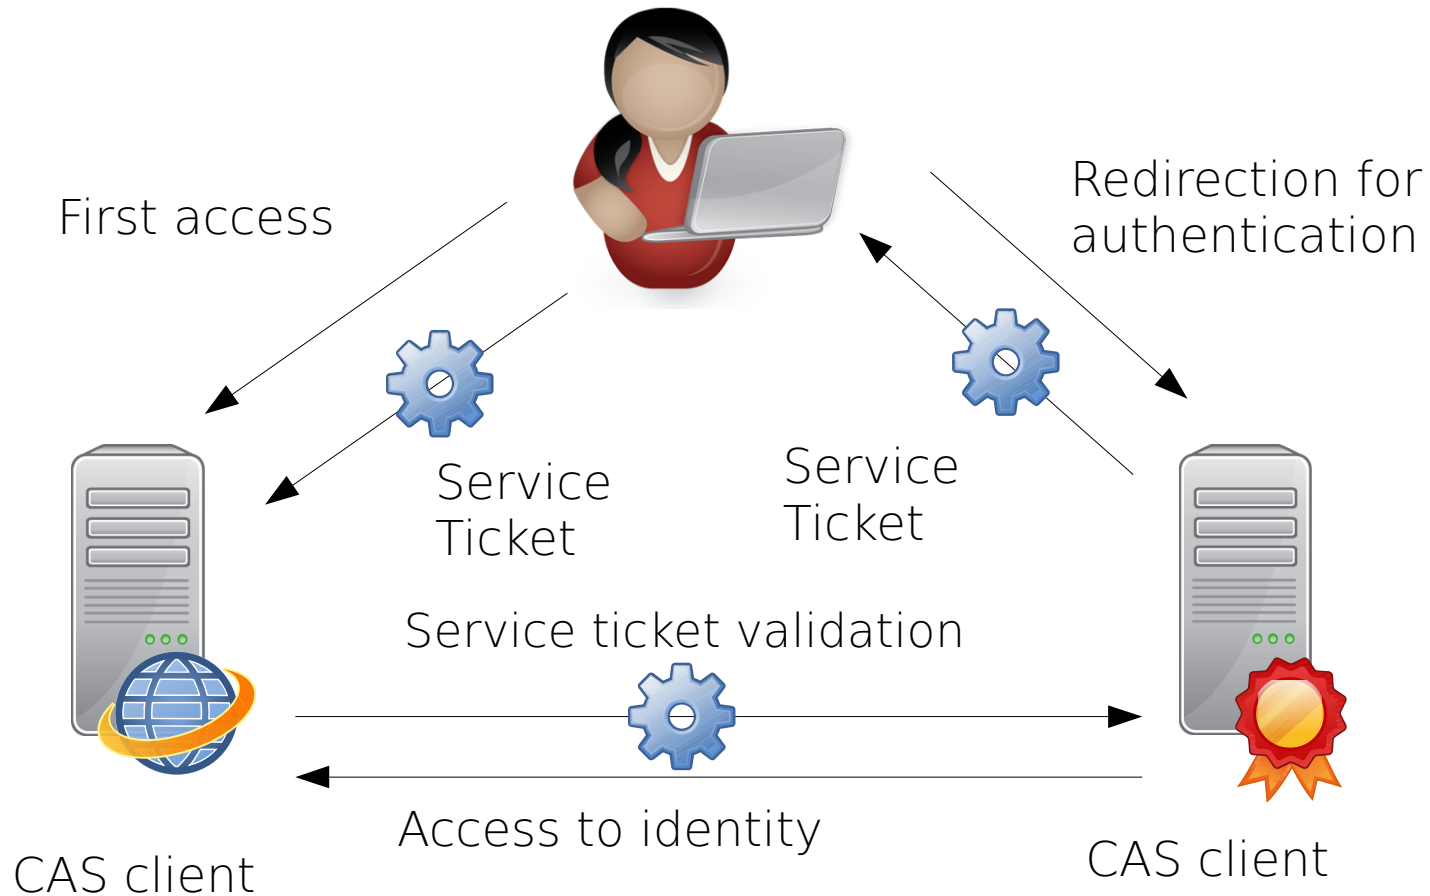 First access
Redirection for
authentication
Service
Ticket
Service
Ticket
Service ticket validation
Access to identity
CAS client
CAS client